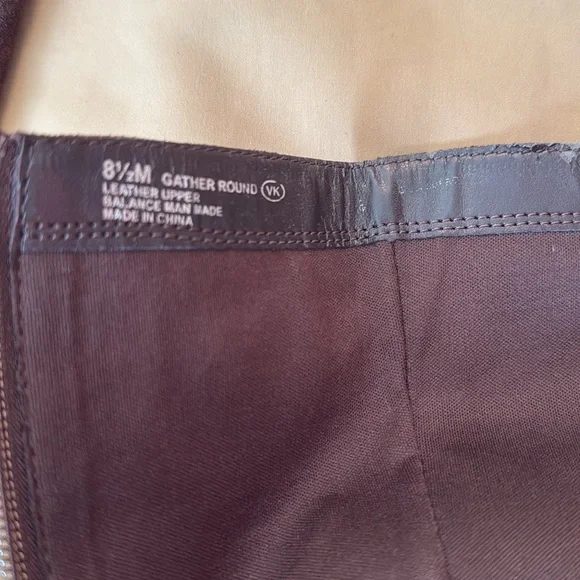 8½M GATHER ROUND VK
LEATHER UPPER
BALANCE MAN MADE
MADE IN CHINA